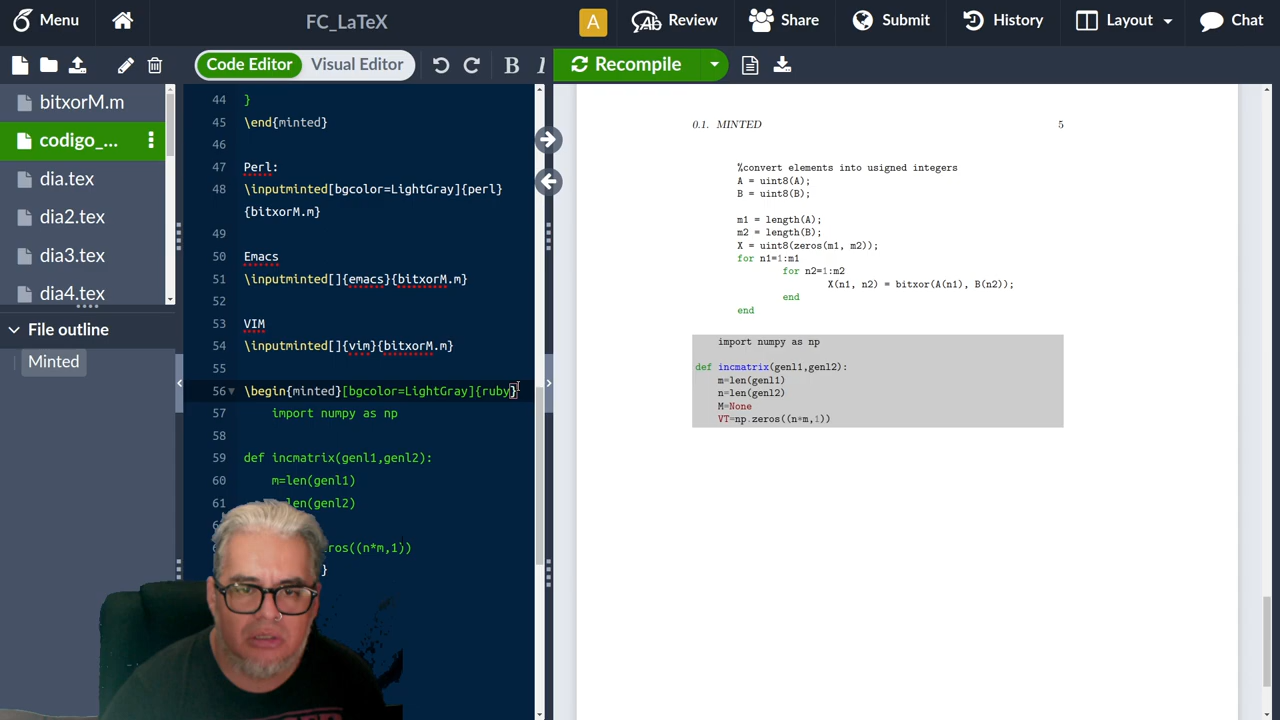 Menu
FC_LaTeX
A
Review
Share
Submit
History
Layout
Chat
Code Editor
Visual Editor
B
I
Recompile
bitxorM.m
codigo_...
dia.tex
dia2.tex
dia3.tex
dia4.tex
File outline
Minted
44 }
45 \end{minted}
46
47 Perl:
48 \inputminted[bgcolor=LightGray]{perl}
{bitxorM.m}
49
50 Emacs
51 \inputminted[]{emacs}{bitxorM.m}
52
53 VIM
54 \inputminted[]{vim}{bitxorM.m}
55
56 \begin{minted}[bgcolor=LightGray]{ruby}
57 import numpy as np
58
59 def incmatrix(genl1,genl2):
60 m=len(genl1)
61 =len(genl2)
ros((n*m,1))
}
0.1. MINTED 5
%convert elements into usigned integers
A = uint8(A);
B = uint8(B);
m1 = length(A);
m2 = length(B);
X = uint8(zeros(m1, m2));
for n1=1:m1
for n2=1:m2
X(n1, n2) = bitxor(A(n1), B(n2));
end
end
import numpy as np
def incmatrix(genl1,genl2):
m=len(genl1)
n=len(genl2)
M=None
VT=np.zeros((n*m,1))